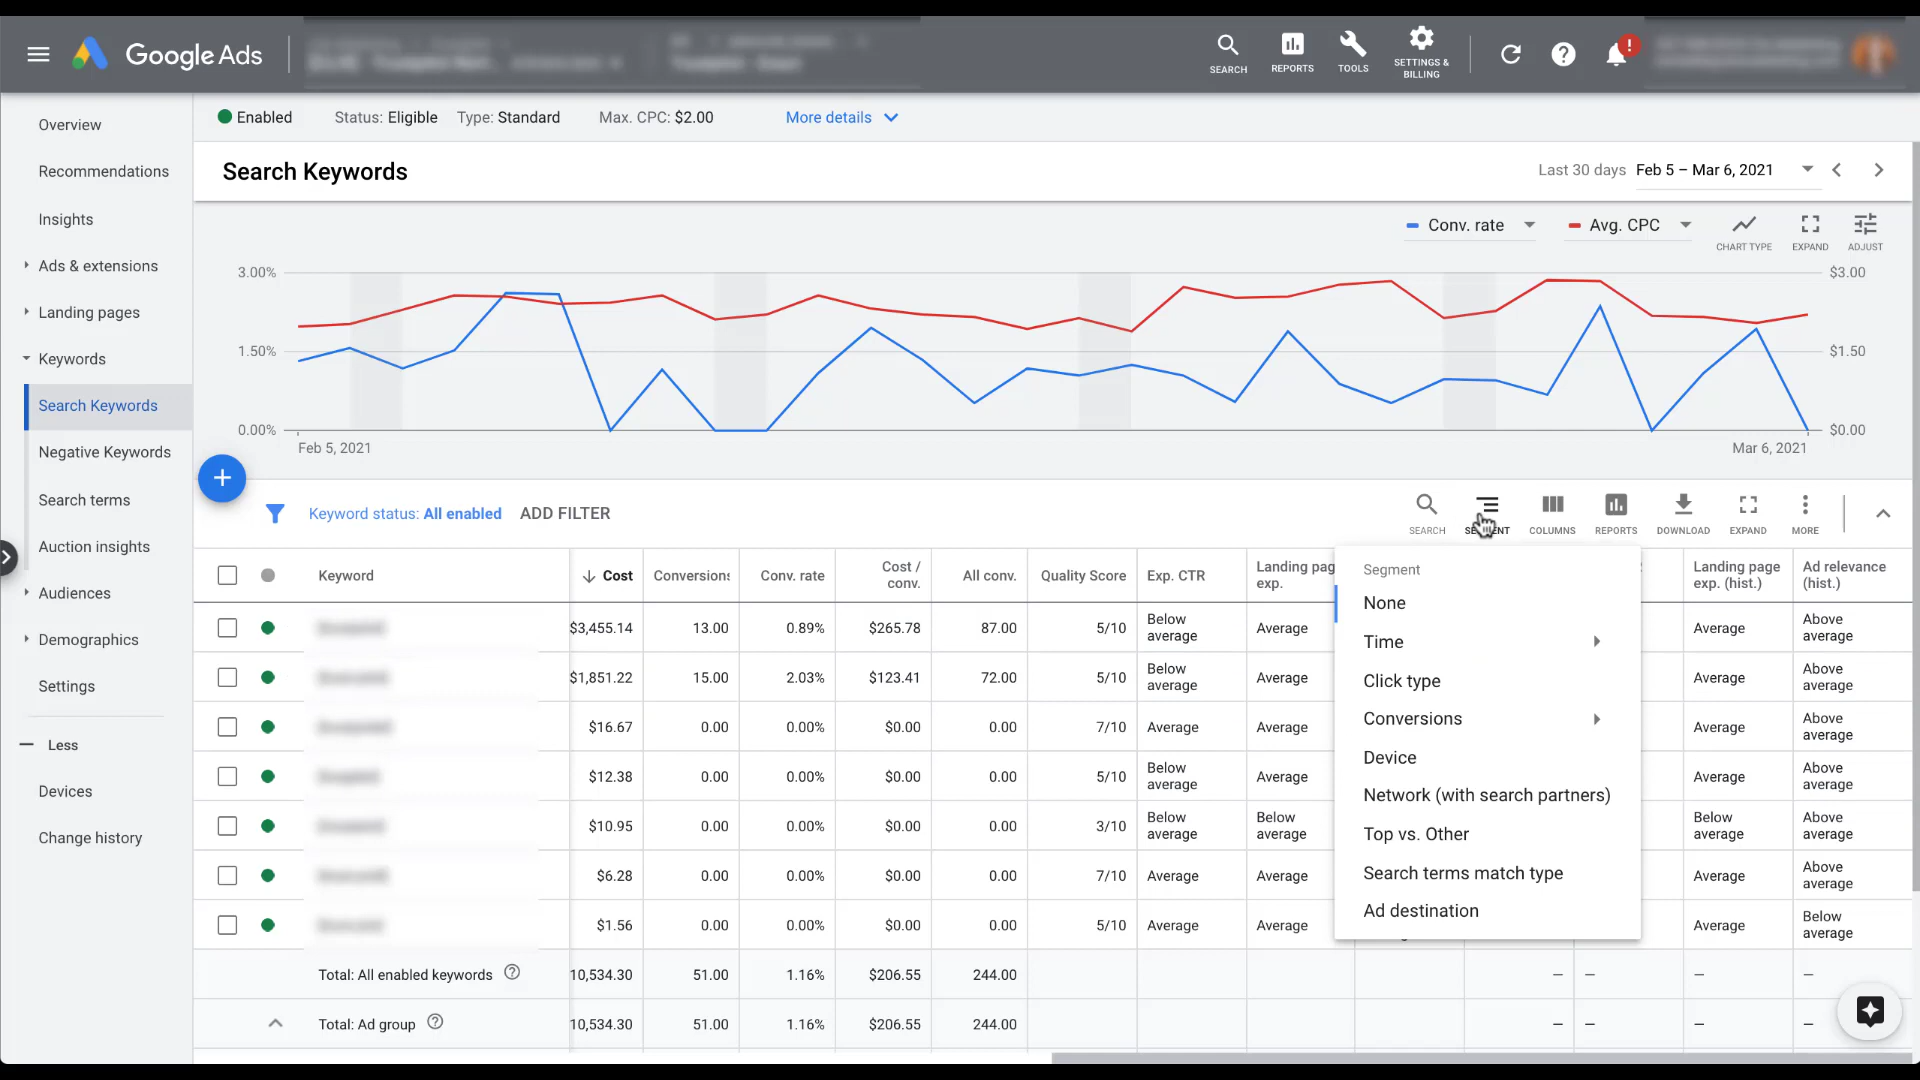 Google Ads
SEARCH
REPORTS
TOOLS
SETTINGS &
BILLING
!
Overview
Recommendations
Insights
Ads & extensions
Landing pages
Keywords
Search Keywords
Negative Keywords
Search terms
Auction insights
Audiences
Demographics
Settings
Less
Devices
Change history
Enabled Status: Eligible Type: Standard Max. CPC: $2.00 More details
Search Keywords
Last 30 days Feb 5 – Mar 6, 2021
Conv. rate Avg. CPC
CHART TYPE EXPAND ADJUST
3.00% $3.00
1.50% $1.50
0.00% $0.00
Feb 5, 2021 Mar 6, 2021
Keyword status: All enabled ADD FILTER
SEARCH COLUMNS REPORTS DOWNLOAD EXPAND MORE
Keyword Cost Conversions Conv. rate Cost / conv. All conv. Quality Score Exp. CTR Landing pag exp. Landing page exp. (hist.) Ad relevance (hist.)
$3,455.14 13.00 0.89% $265.78 87.00 5/10 Below average Average Average Above average
$1,851.22 15.00 2.03% $123.41 72.00 5/10 Below average Average Average Above average
$16.67 0.00 0.00% $0.00 0.00 7/10 Average Average Average Above average
$12.38 0.00 0.00% $0.00 0.00 5/10 Below average Average Average Above average
$10.95 0.00 0.00% $0.00 0.00 3/10 Below average Below average Below average Above average
$6.28 0.00 0.00% $0.00 0.00 7/10 Average Average Average Above average
$1.56 0.00 0.00% $0.00 0.00 5/10 Average Average Average Below average
Total: All enabled keywords 10,534.30 51.00 1.16% $206.55 244.00 – – – –
Total: Ad group 10,534.30 51.00 1.16% $206.55 244.00 – – – –
Segment
None
Time
Click type
Conversions
Device
Network (with search partners)
Top vs. Other
Search terms match type
Ad destination